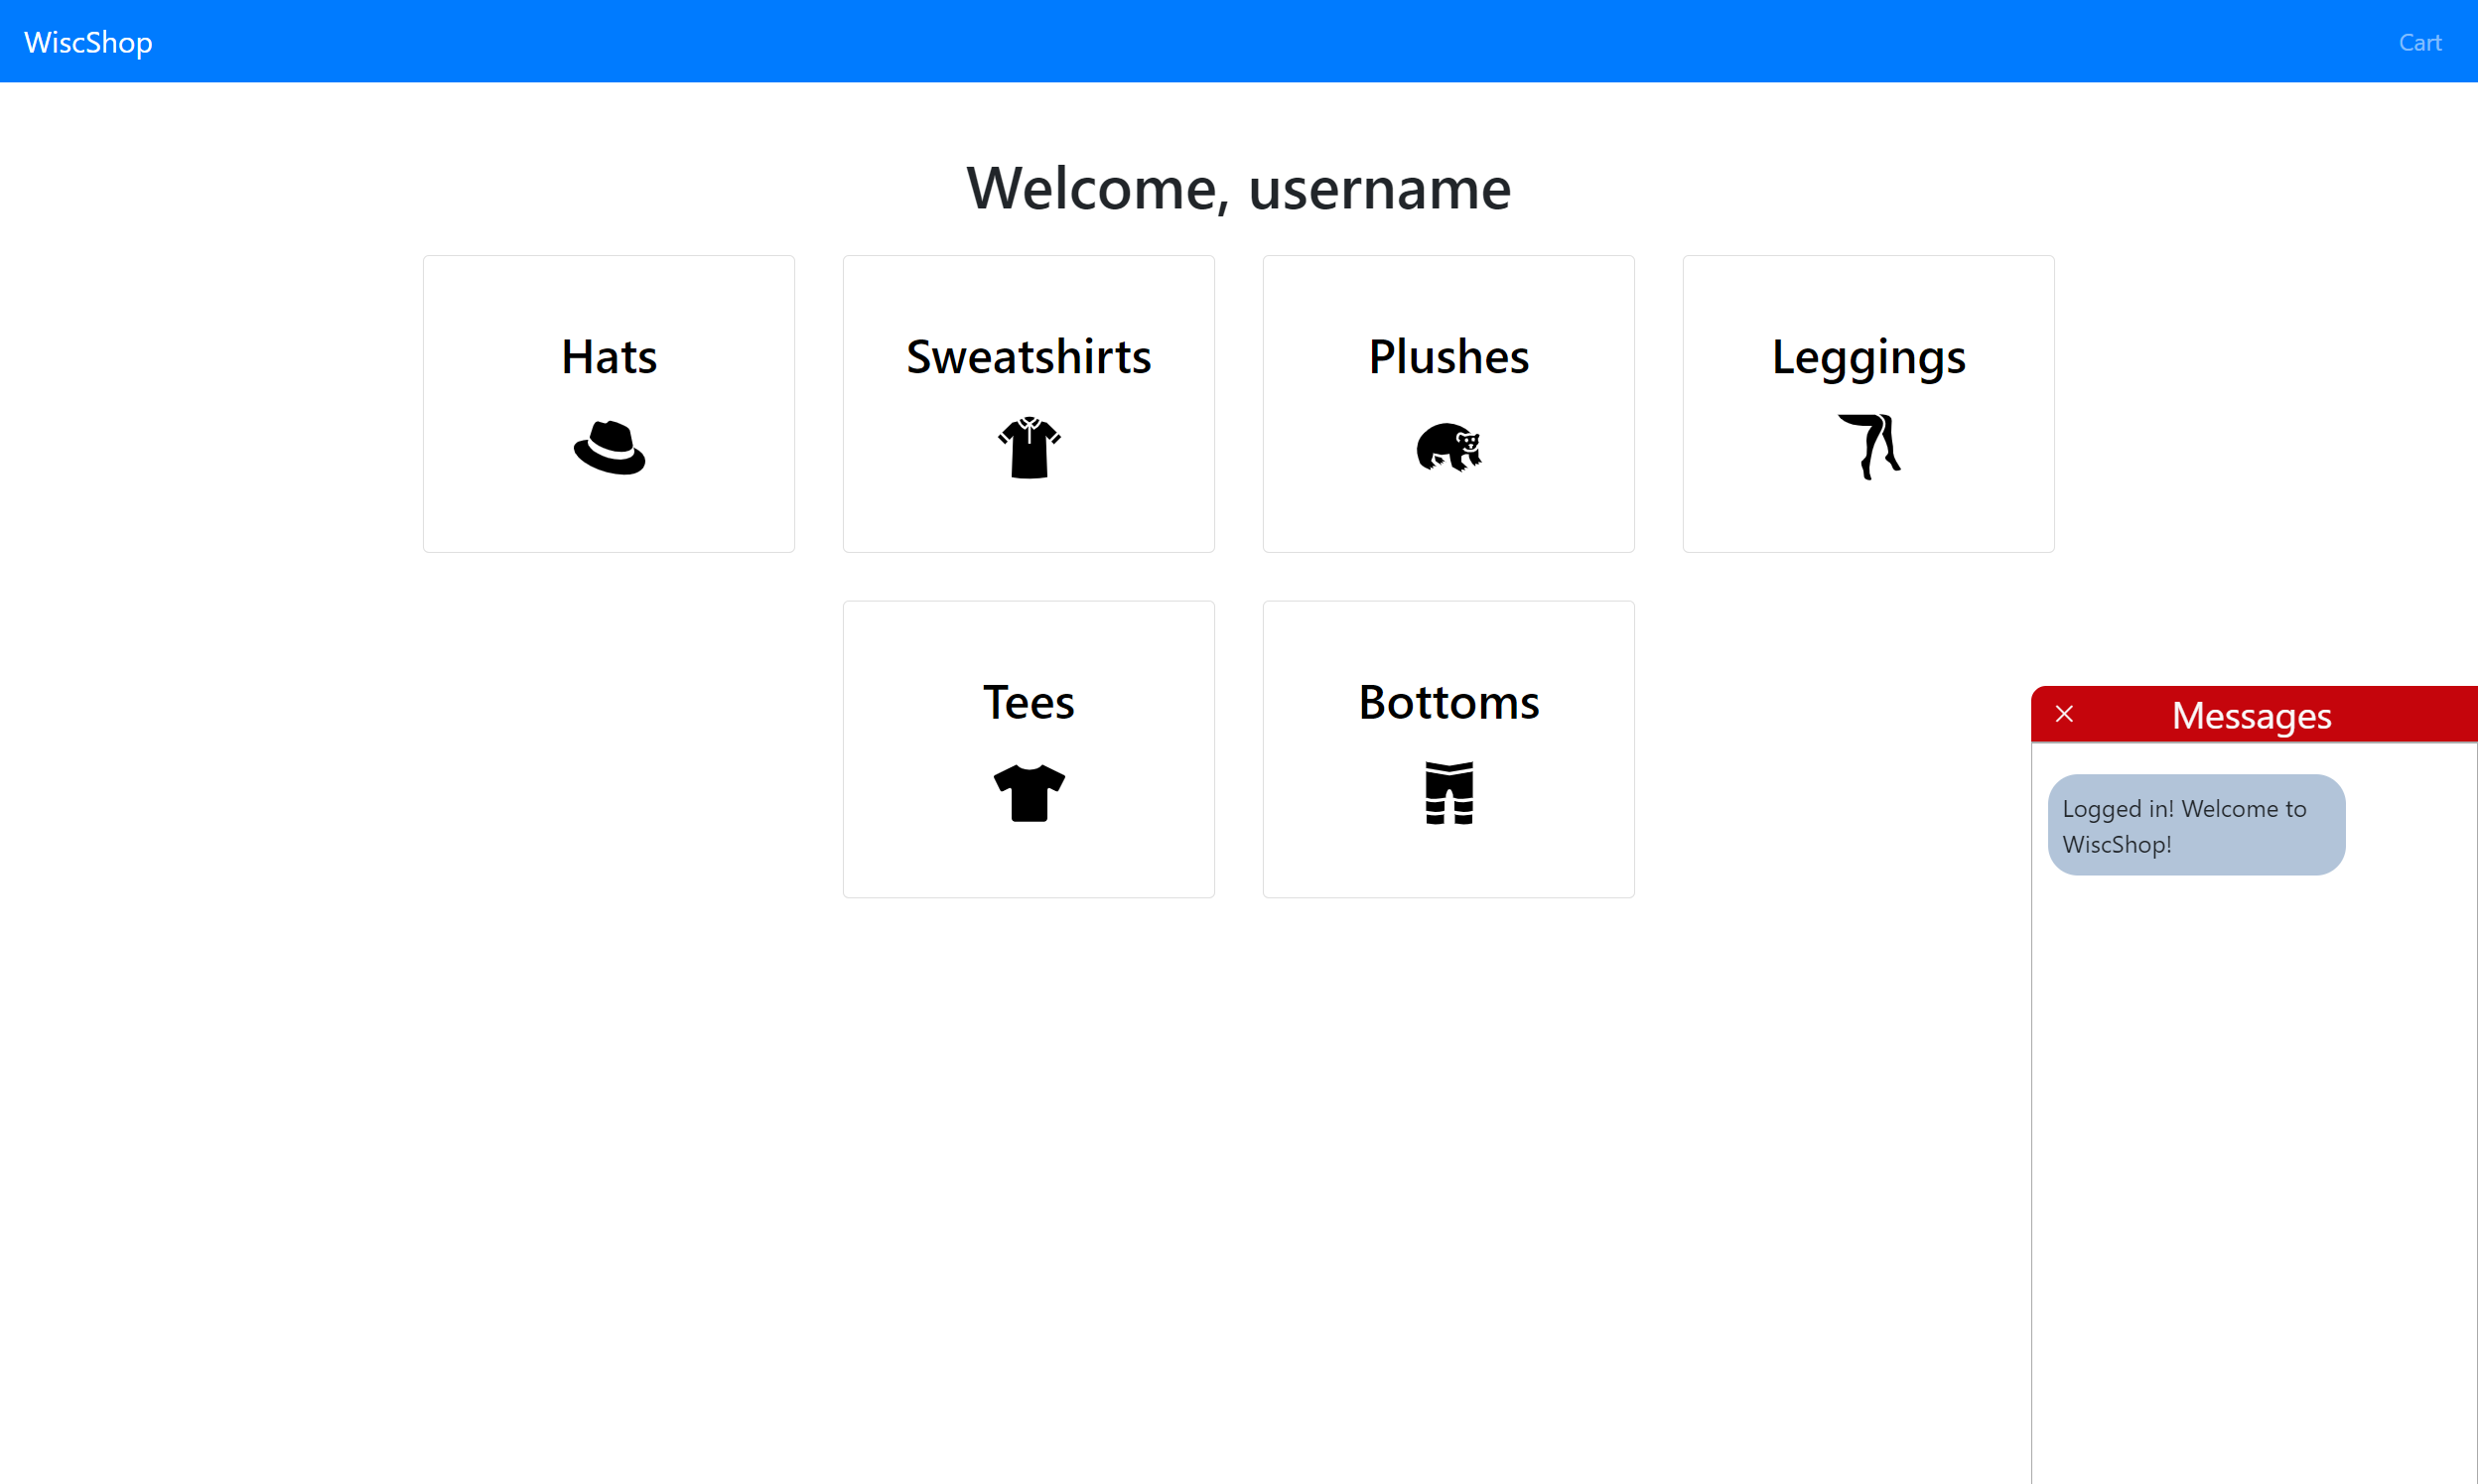 WiscShop
Cart
Welcome, username
Hats
Sweatshirts
Plushes
Leggings
Tees
Bottoms
Messages
Logged in! Welcome to
WiscShop!